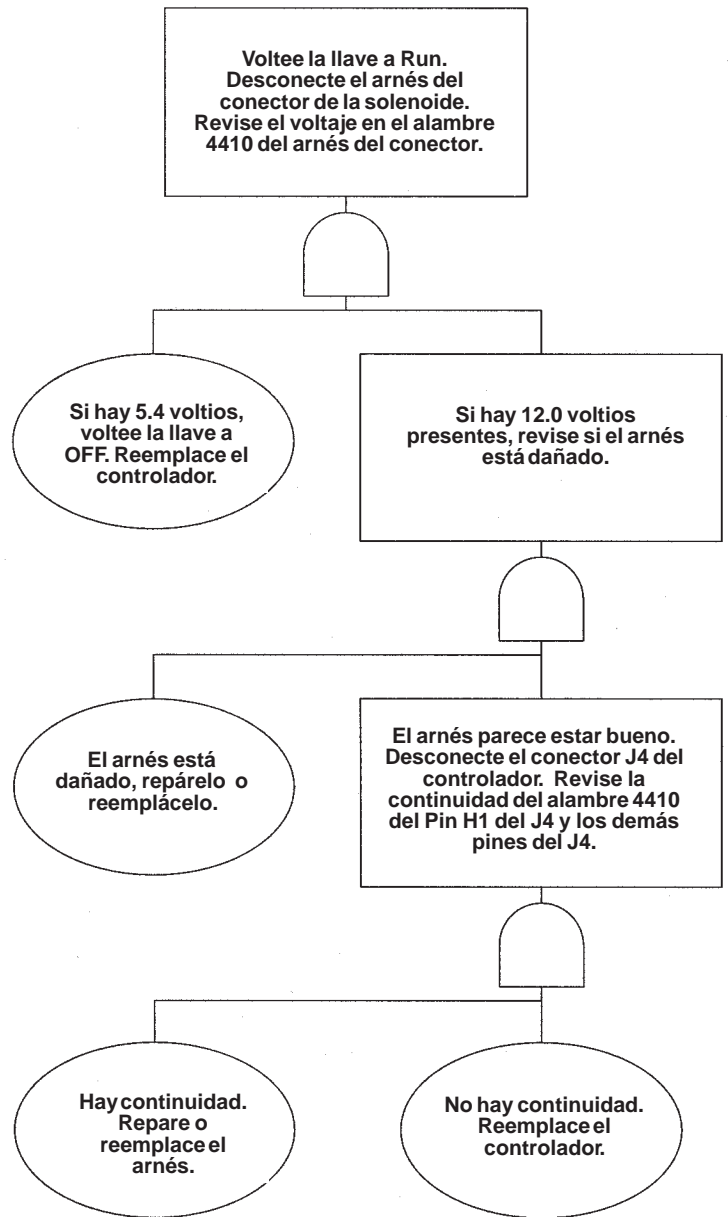 Voltee la llave a Run.
Desconecte el arnés del
conector de la solenoide.
Revise el voltaje en el alambre
4410 del arnés del conector.
Si hay 5.4 voltios,
voltee la llave a
OFF. Reemplace el
controlador.
Si hay 12.0 voltios
presentes, revise si el arnés
está dañado.
El arnés está
dañado, repárelo o
reemplácelo.
El arnés parece estar bueno.
Desconecte el conector J4 del
controlador. Revise la
continuidad del alambre 4410
del Pin H1 del J4 y los demás
pines del J4.
Hay continuidad.
Repare o
reemplace el
arnés.
No hay continuidad.
Reemplace el
controlador.